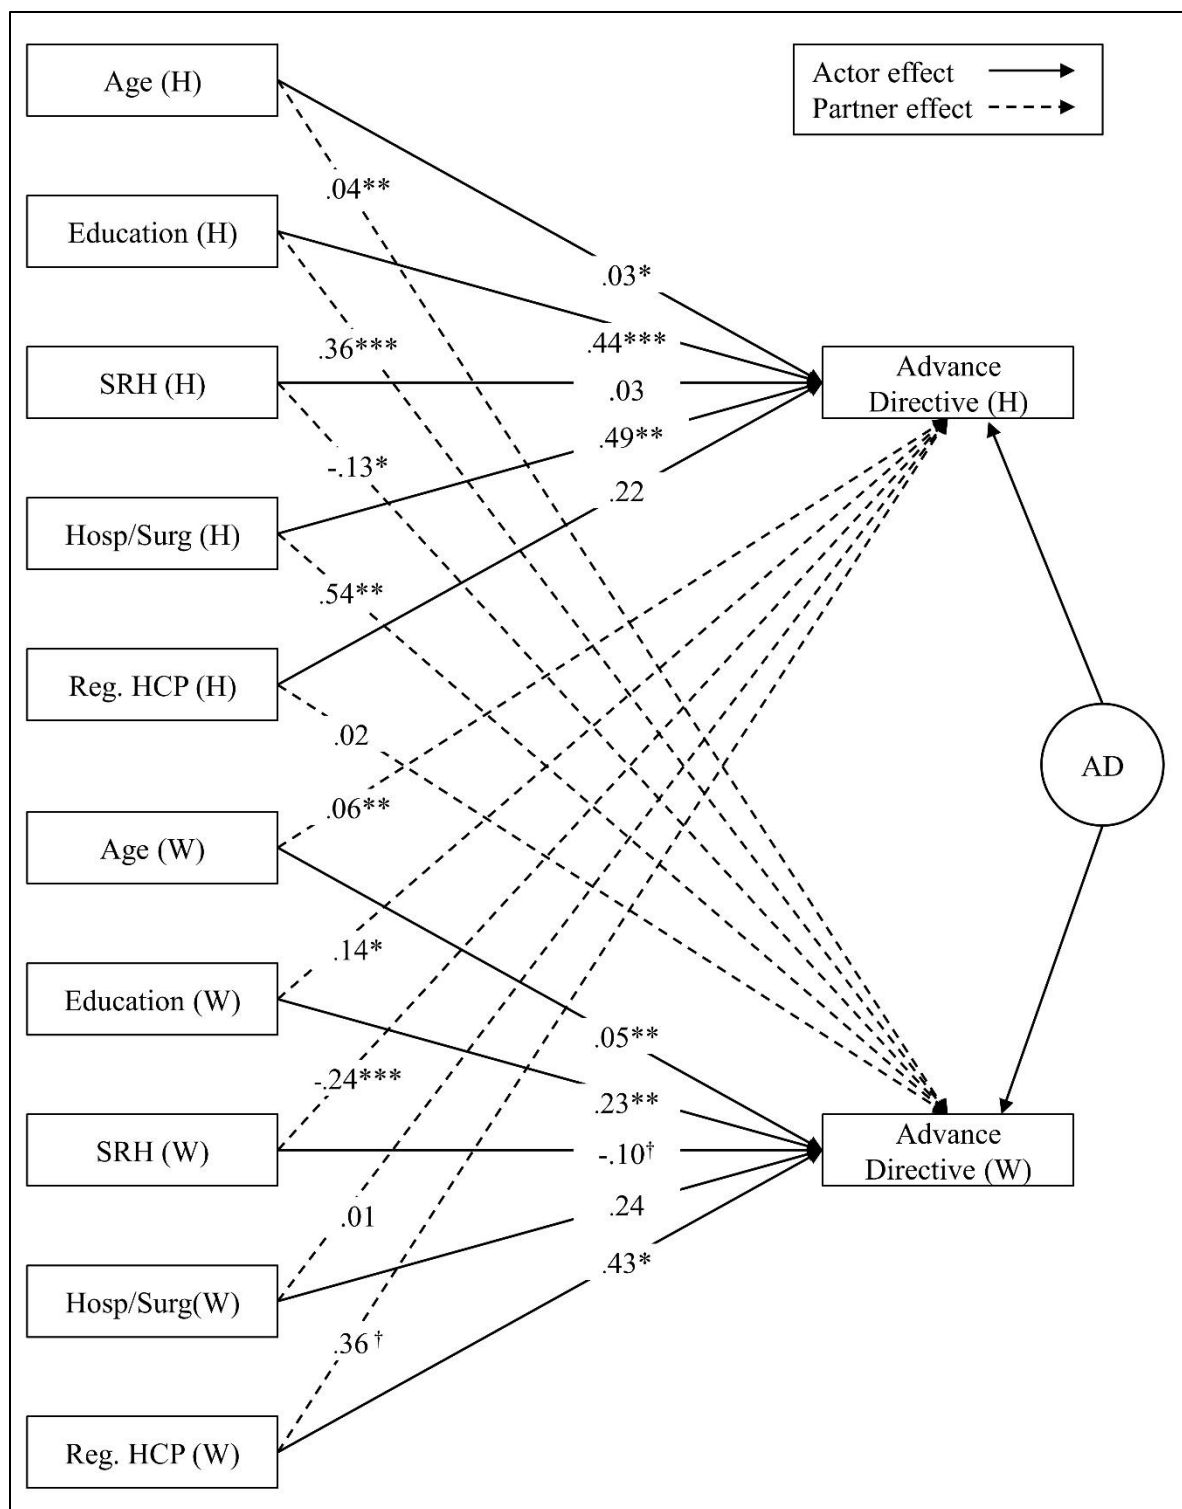 Age (H)
Actor effect
Partner effect
.04**
Education (H)
.03*
.36***
.44***
SRH (H)
.03
Advance
Directive (H)
-.13*
.49**
.22
Hosp/Surg (H)
.54**
Reg. HCP (H)
.02
AD
.06**
Age (W)
.14*
Education (W)
.05**
-.24***
.23**
SRH (W)
-.10†
Advance
Directive (W)
.01
.24
.43*
Hosp/Surg(W)
.36†
Reg. HCP (W)